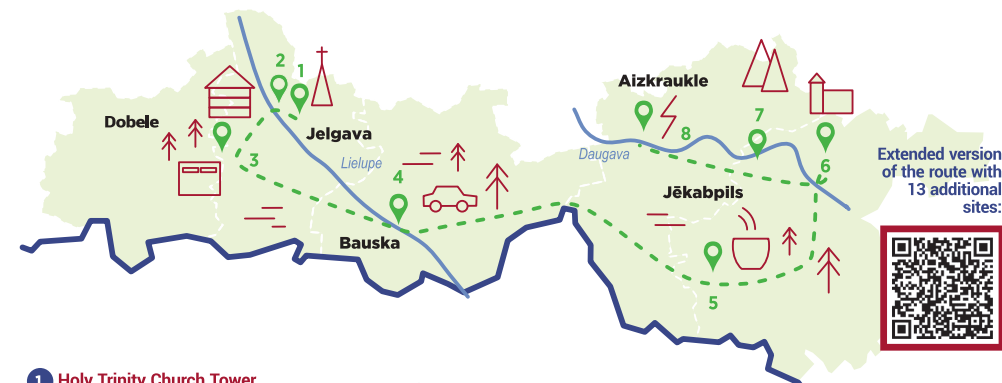 2
1
Aizkraukle
Dobele
7
Jelgava
8
Daugava
3
Lielupe
6
4
Jēkabpils
Bauska
5
Extended version
of the route with
13 additional
sites:
1 Holy Trinity Church Tower